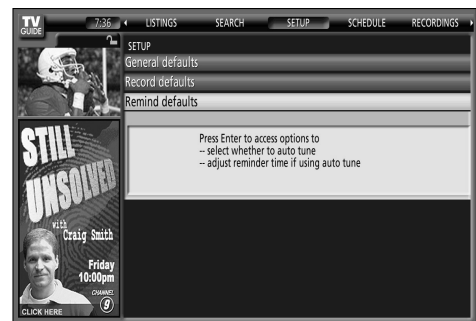 TV
GUIDE
7:36
LISTINGS
SEARCH
SETUP
SCHEDULE
RECORDINGS
SETUP
General defaults
Record defaults
Remind defaults
Press Enter to access options to
-- select whether to auto tune
-- adjust reminder time if using auto tune
STILL
UNSOLVED
with
Craig Smith
Friday
10:00pm
CHANNEL
9
CLICK HERE